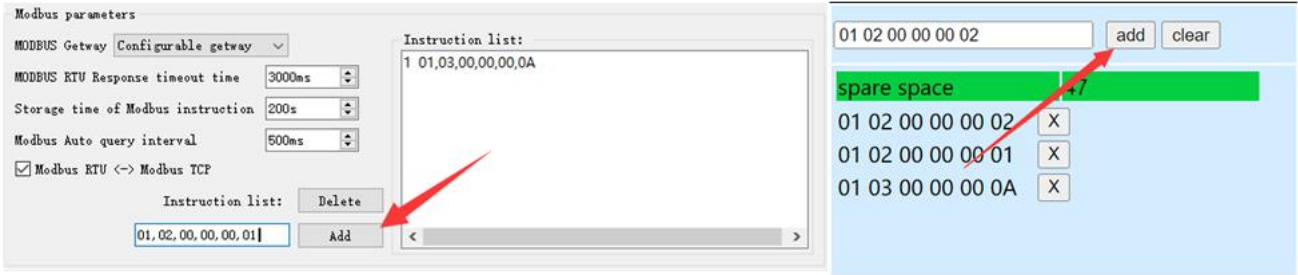 Modbus parameters
MODBUS Getway Configurable getway
MODBUS RTU Response timeout time 3000ms
Storage time of Modbus instruction 200s
Modbus Auto query interval 500ms
Modbus RTU <-> Modbus TCP
Instruction list: Delete
01,02,00,00,00,01 Add
Instruction list:
1 01,03,00,00,00,0A
01 02 00 00 00 02 add clear
spare space 47
01 02 00 00 00 02 X
01 02 00 00 00 01 X
01 03 00 00 00 0A X